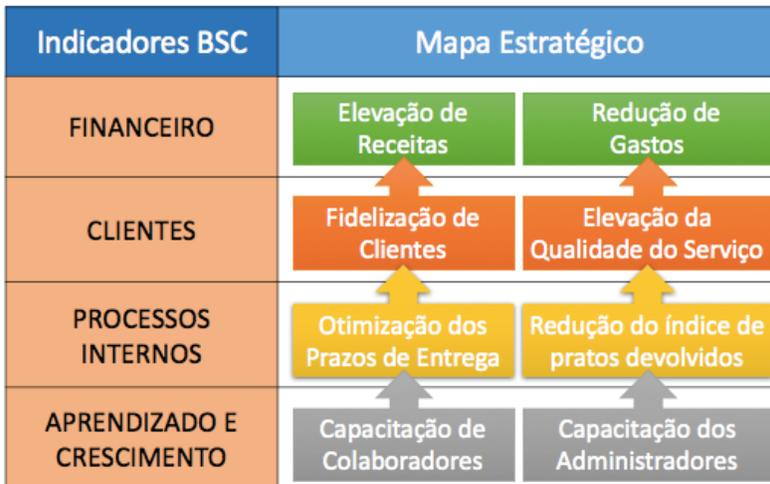 Indicadores BSC
Mapa Estratégico
FINANCEIRO
Elevação de
Receitas
Redução de
Gastos
CLIENTES
Fidelização de
Clientes
Elevação da
Qualidade do Serviço
PROCESSOS
INTERNOS
Otimização dos
Prazos de Entrega
Redução do índice de
pratos devolvidos
APRENDIZADO E
CRESCIMENTO
Capacitação de
Colaboradores
Capacitação dos
Administradores